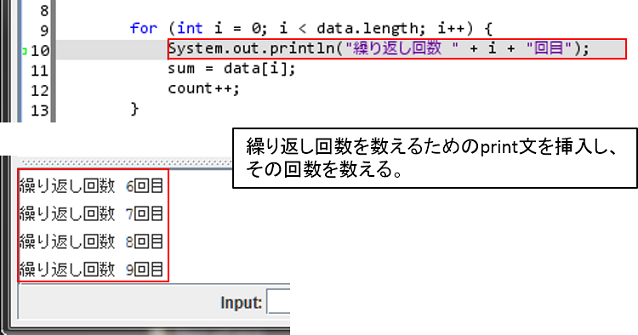 8
9 for (int i = 0; i < data.length; i++) {
10 System.out.println("繰り返し回数 " + i + "回目");
11 sum = data[i];
12 count++;
13 }
繰り返し回数を数えるためのprint文を挿入し、
その回数を数える。
繰り返し回数 6回目
繰り返し回数 7回目
繰り返し回数 8回目
繰り返し回数 9回目
Input: